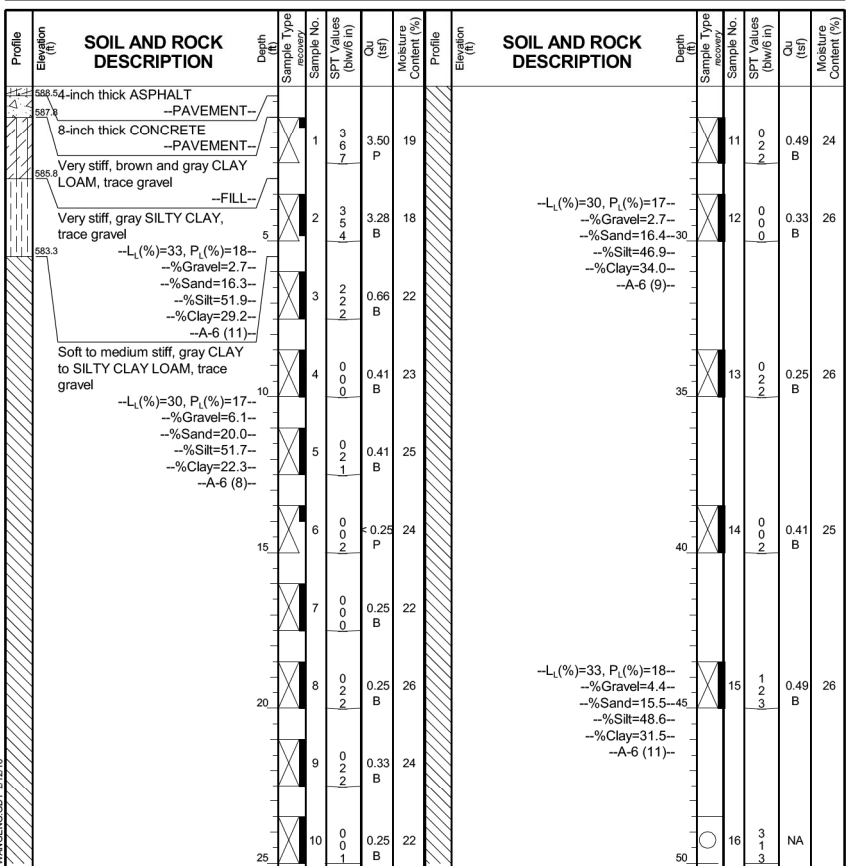 Profile
Elevation (ft)
SOIL AND ROCK DESCRIPTION
Depth (ft)
Sample Type recovery
Sample No.
SPT Values (blw/6 in)
Qu (tsf)
Moisture Content (%)
Profile
Elevation (ft)
SOIL AND ROCK DESCRIPTION
Depth (ft)
Sample Type recovery
Sample No.
SPT Values (blw/6 in)
Qu (tsf)
Moisture Content (%)
588.5 4-inch thick ASPHALT
--PAVEMENT--
587.8
8-inch thick CONCRETE
--PAVEMENT--
1 3 6 7 3.50 P 19
585.8 Very stiff, brown and gray CLAY
LOAM, trace gravel
--FILL--
Very stiff, gray SILTY CLAY,
trace gravel
5
2 3 5 4 3.28 B 18
583.3
--LL(%)=33, PL(%)=18--
--%Gravel=2.7--
--%Sand=16.3--
--%Silt=51.9--
--%Clay=29.2--
--A-6 (11)--
3 2 2 2 0.66 B 22
Soft to medium stiff, gray CLAY
to SILTY CLAY LOAM, trace
gravel
10
4 0 0 0 0.41 B 23
--LL(%)=30, PL(%)=17--
--%Gravel=6.1--
--%Sand=20.0--
--%Silt=51.7--
--%Clay=22.3--
--A-6 (8)--
5 0 2 1 0.41 B 25
15
6 0 0 2 < 0.25 P 24
7 0 0 0 0.25 B 22
20
8 0 2 2 0.25 B 26
9 0 2 2 0.33 B 24
25
10 0 0 1 0.25 B 22
11 0 2 2 0.49 B 24
--LL(%)=30, PL(%)=17--
--%Gravel=2.7--
--%Sand=16.4--30
--%Silt=46.9--
--%Clay=34.0--
--A-6 (9)--
12 0 0 0 0.33 B 26
35
13 0 2 2 0.25 B 26
40
14 0 0 2 0.41 B 25
--LL(%)=33, PL(%)=18--
--%Gravel=4.4--
--%Sand=15.5--45
--%Silt=48.6--
--%Clay=31.5--
--A-6 (11)--
15 1 2 3 0.49 B 26
50
16 3 1 3 NA